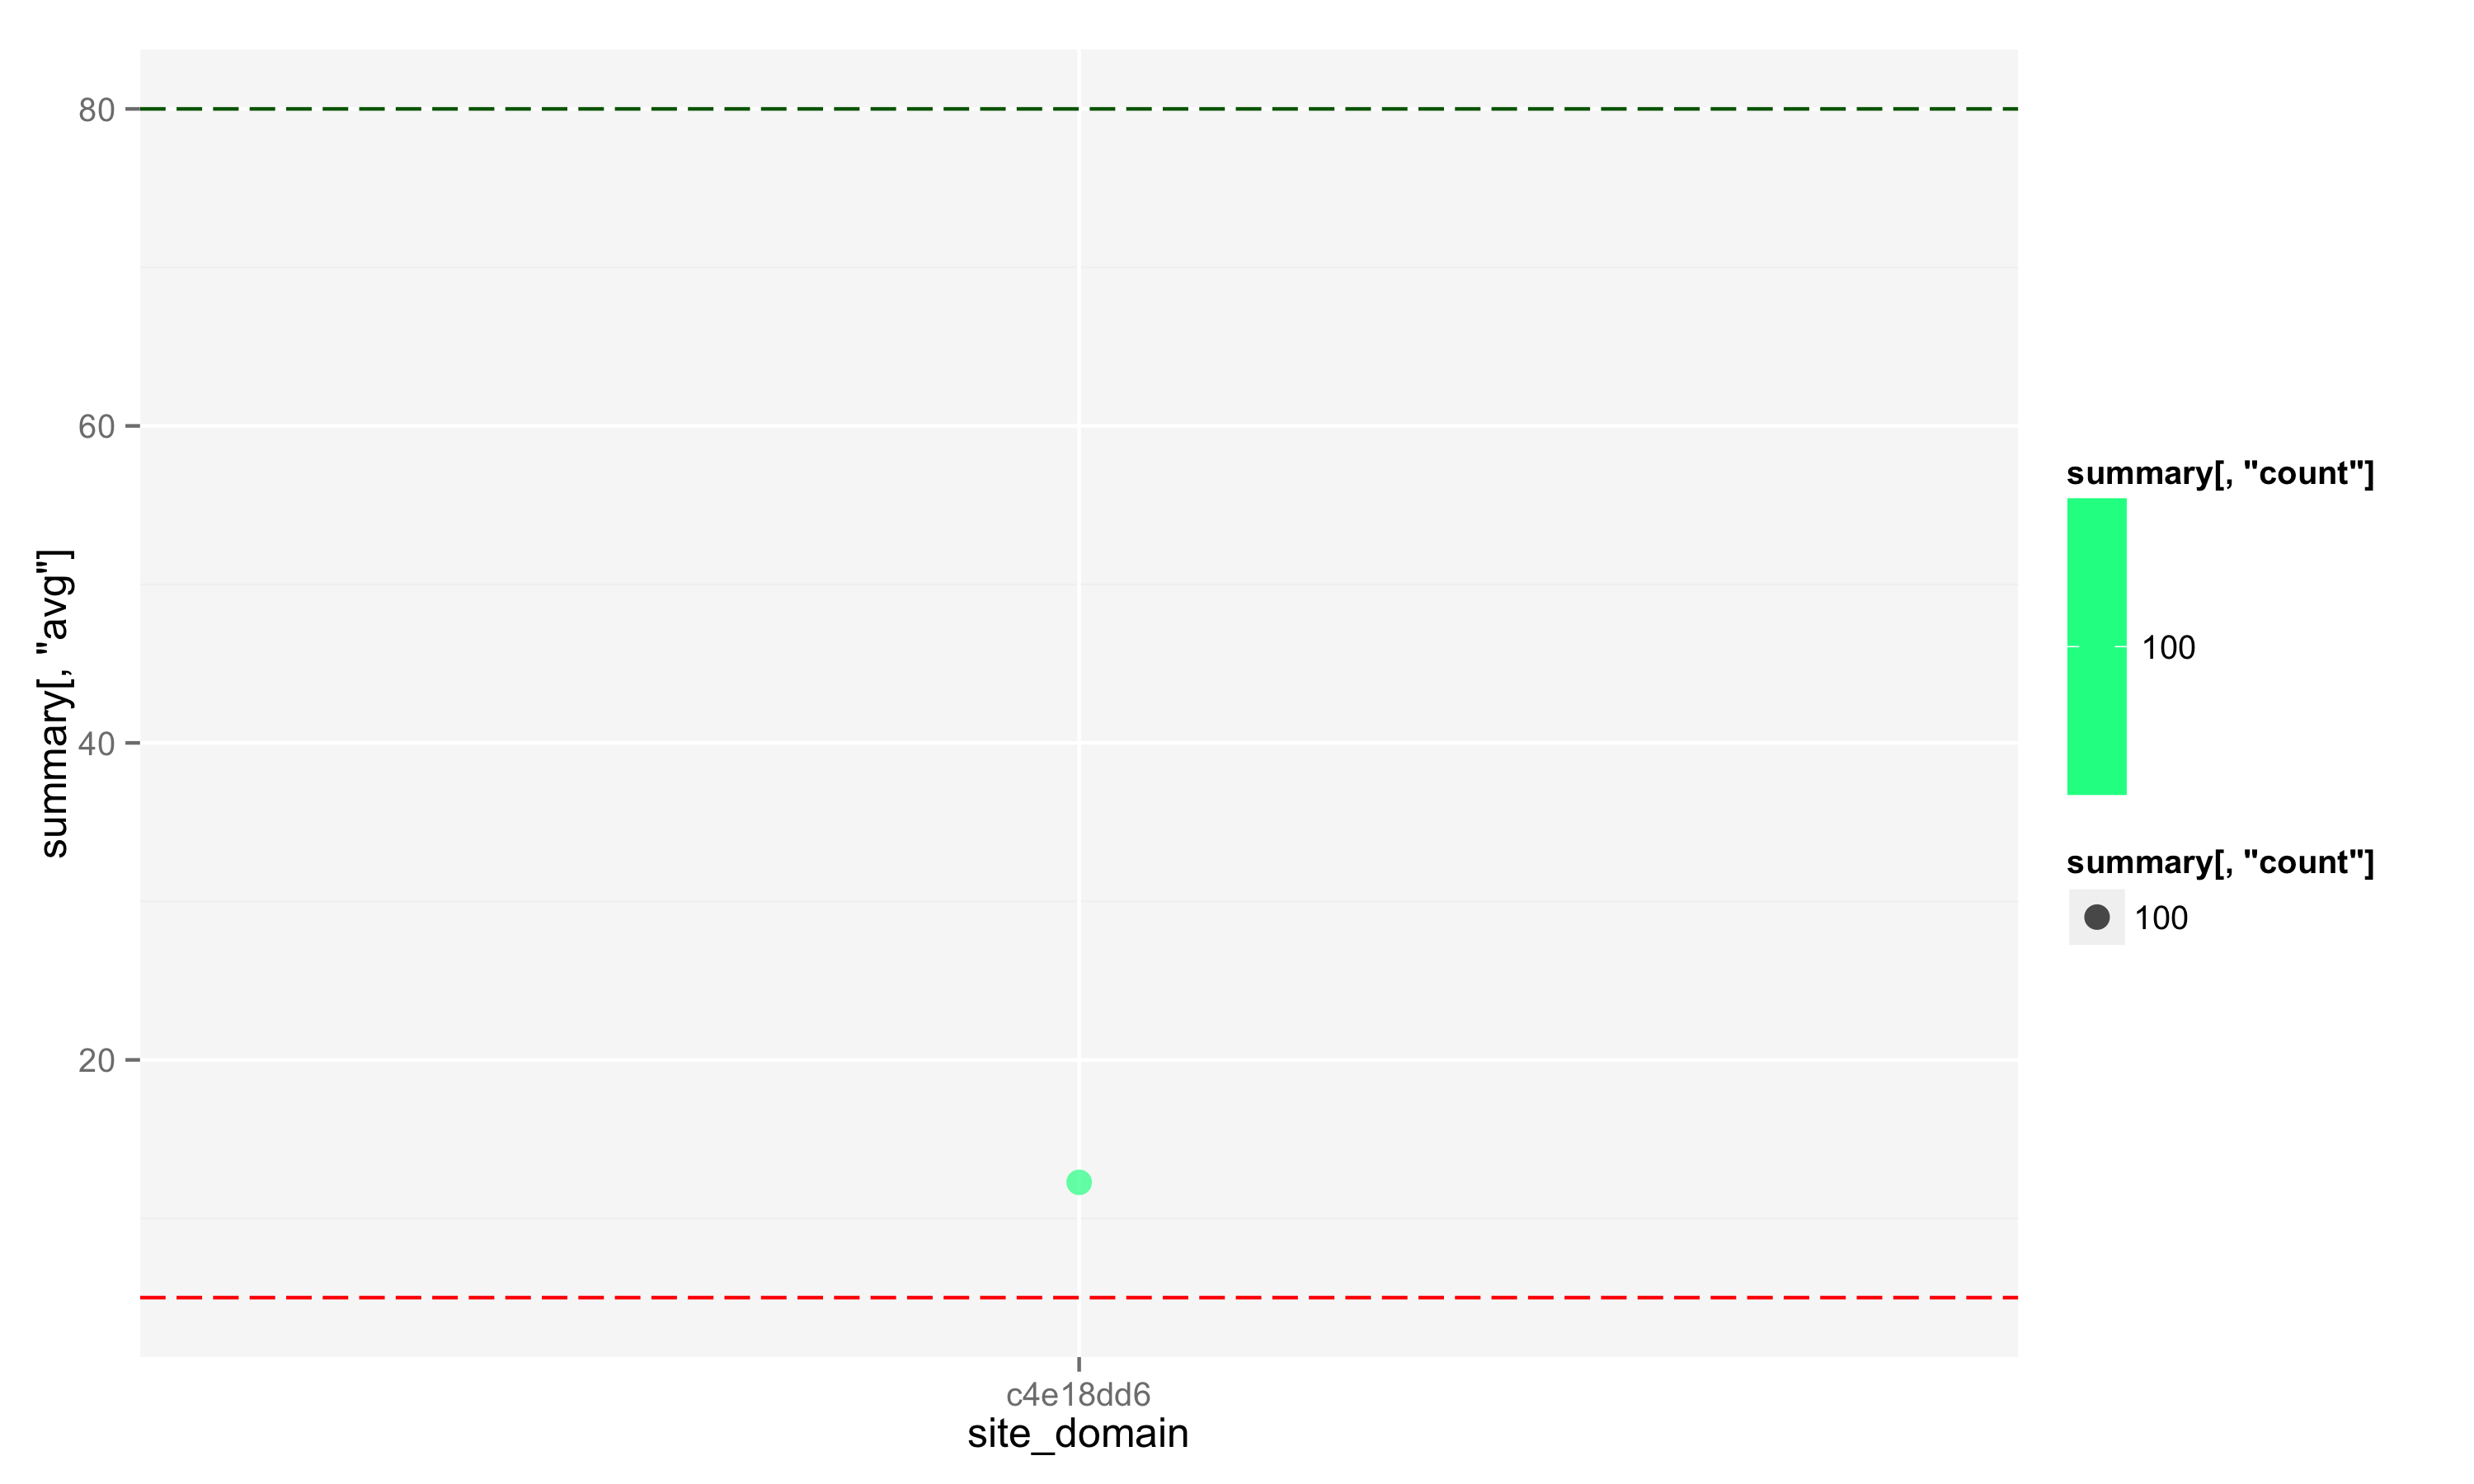 summary[, "avg"]
80
60
40
20
c4e18dd6
site_domain
summary[, "count"]
100
summary[, "count"]
100